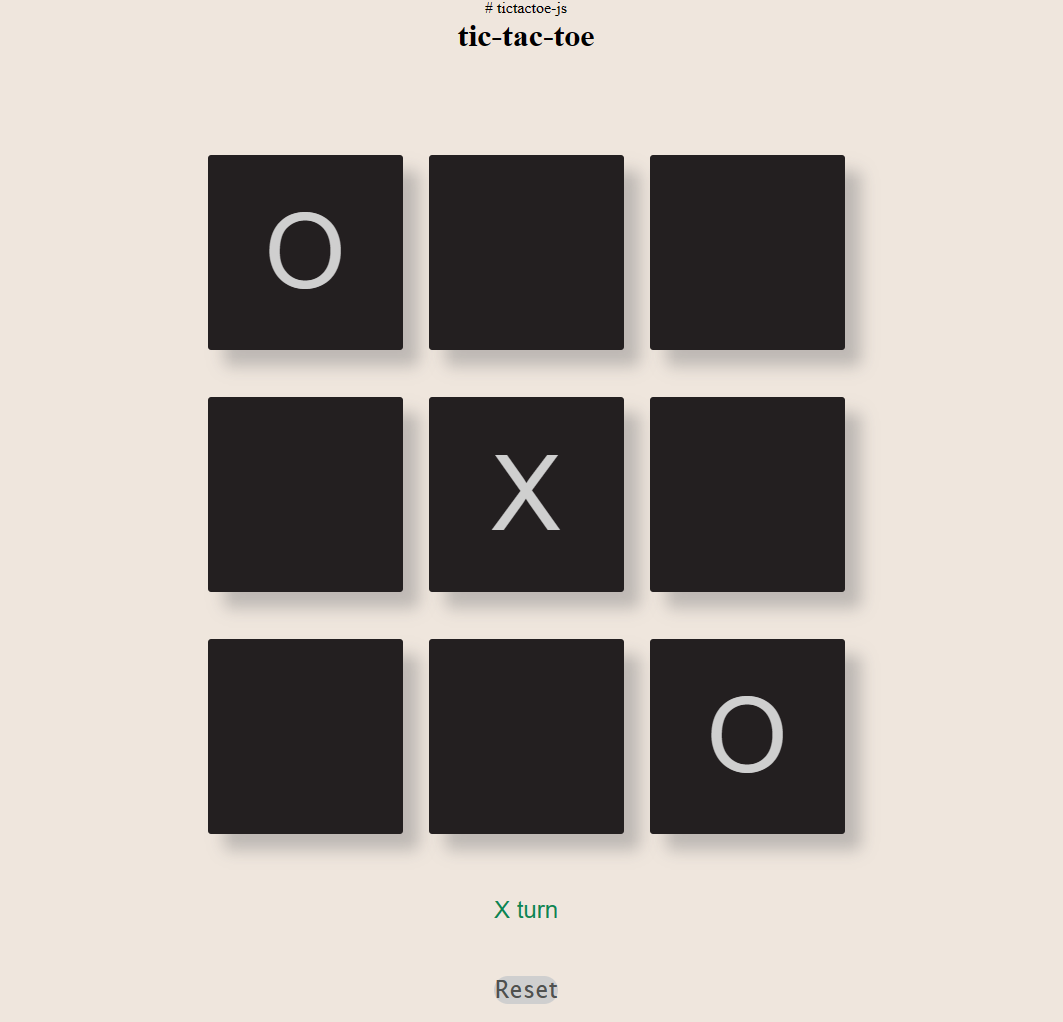 # tictactoe-js
tic-tac-toe
O
X
O
X turn
Reset